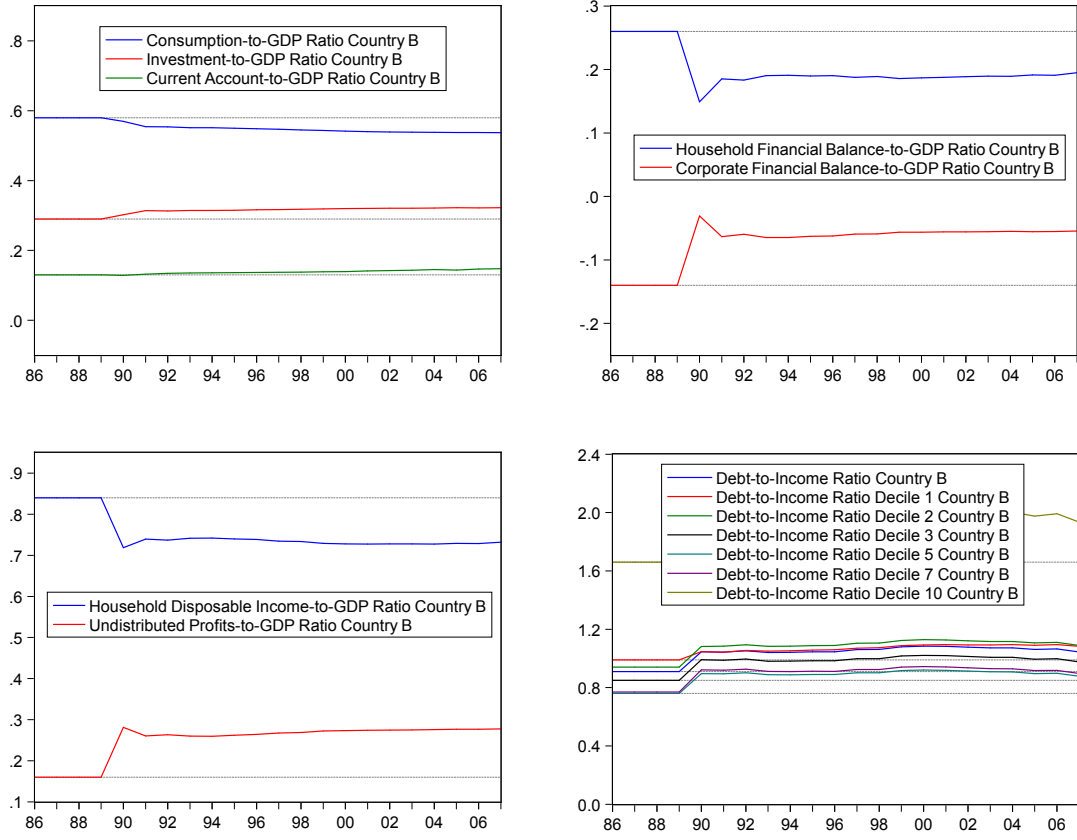 .8
.6
.4
.2
.0
Consumption-to-GDP Ratio Country B
Investment-to-GDP Ratio Country B
Current Account-to-GDP Ratio Country B
86 88 90 92 94 96 98 00 02 04 06
.3
.2
.1
.0
-.1
-.2
Household Financial Balance-to-GDP Ratio Country B
Corporate Financial Balance-to-GDP Ratio Country B
86 88 90 92 94 96 98 00 02 04 06
.9
.8
.7
.6
.5
.4
.3
.2
.1
Household Disposable Income-to-GDP Ratio Country B
Undistributed Profits-to-GDP Ratio Country B
86 88 90 92 94 96 98 00 02 04 06
2.4
2.0
1.6
1.2
0.8
0.4
0.0
Debt-to-Income Ratio Country B
Debt-to-Income Ratio Decile 1 Country B
Debt-to-Income Ratio Decile 2 Country B
Debt-to-Income Ratio Decile 3 Country B
Debt-to-Income Ratio Decile 5 Country B
Debt-to-Income Ratio Decile 7 Country B
Debt-to-Income Ratio Decile 10 Country B
86 88 90 92 94 96 98 00 02 04 06